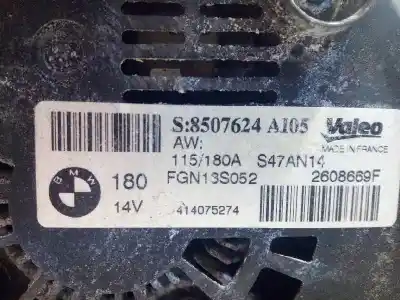 S:8507624 AI05 Valeo
AW:
MADE IN FRANCE
115/180A S47AN14
BMW 180 FGN13S052 2608669F
14V 414075274